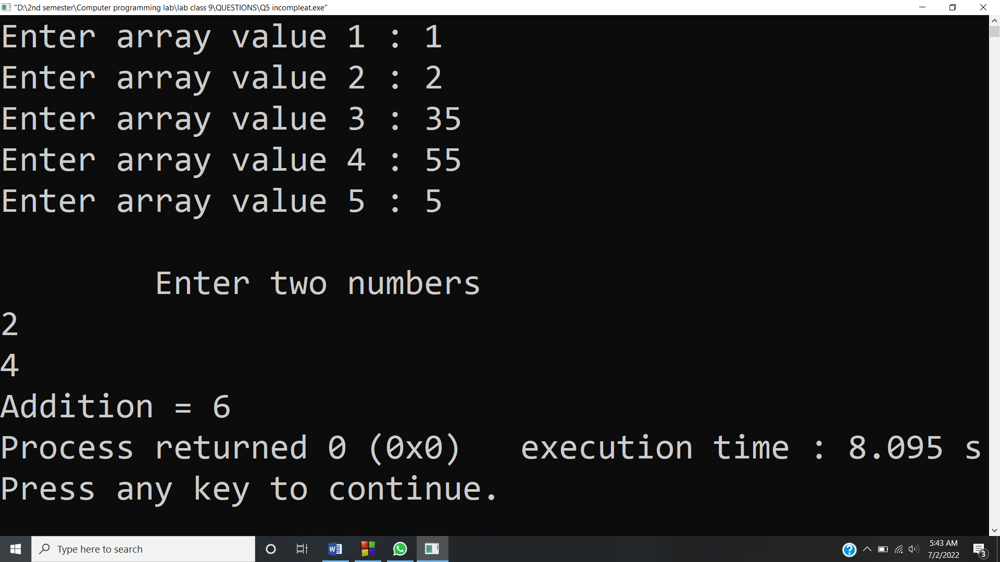 "D:\2nd semester\Computer programming lab\lab class 9\QUESTIONS\Q5 incompleat.exe"
Enter array value 1 : 1
Enter array value 2 : 2
Enter array value 3 : 35
Enter array value 4 : 55
Enter array value 5 : 5
Enter two numbers
2
4
Addition = 6
Process returned 0 (0x0)   execution time : 8.095 s
Press any key to continue.
Type here to search
5:43 AM
7/2/2022
3